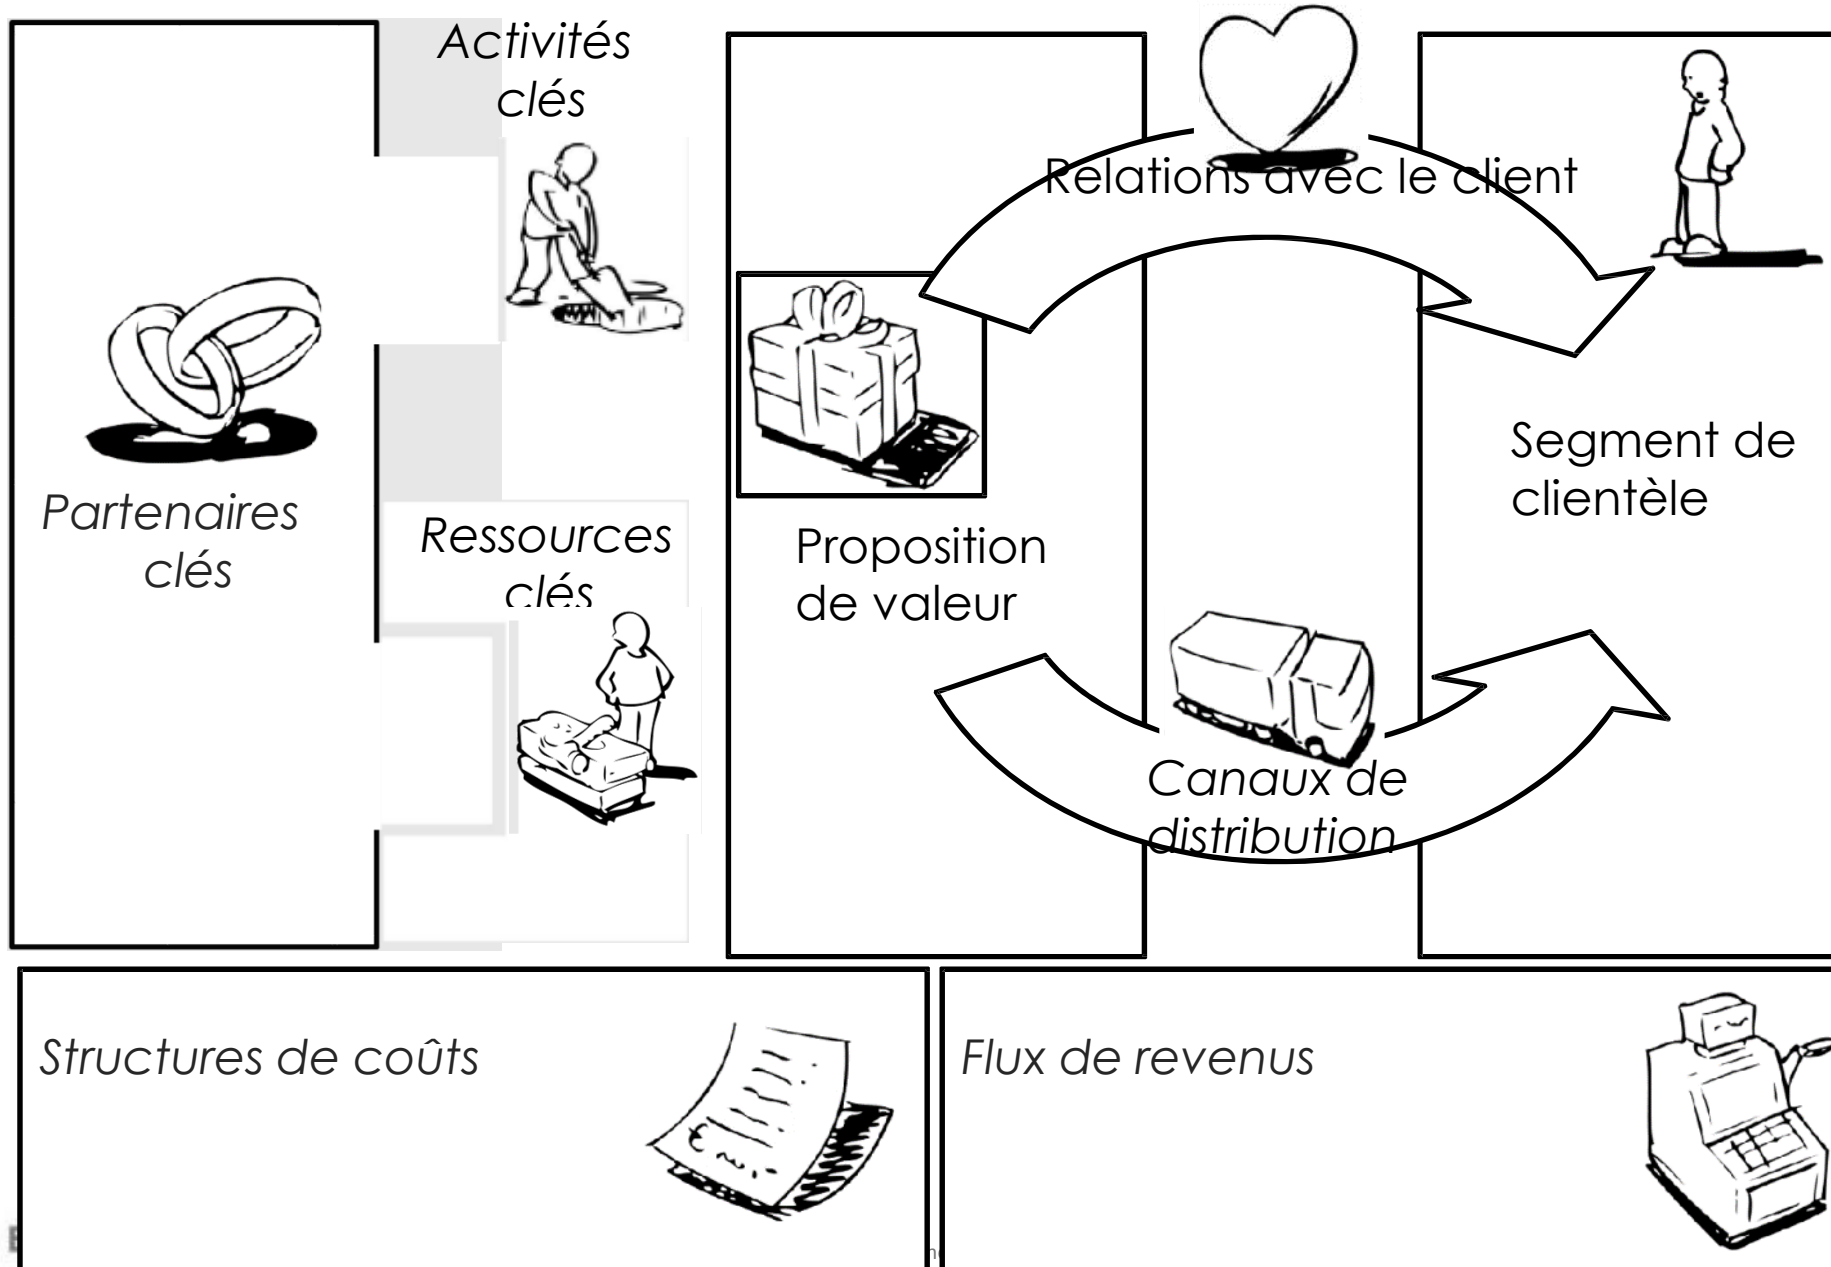 Activités
clés
Relations avec le client
Partenaires
clés
Ressources
clés
Proposition
de valeur
Segment de
clientèle
Canaux de
distribution
Structures de coûts
Flux de revenus